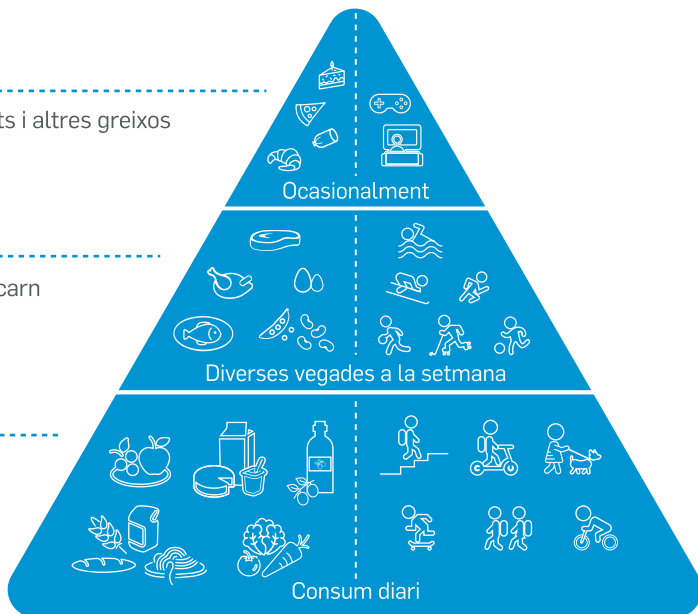 ts i altres greixos
Ocasionalment
carn
Diverses vegades a la setmana
Consum diari